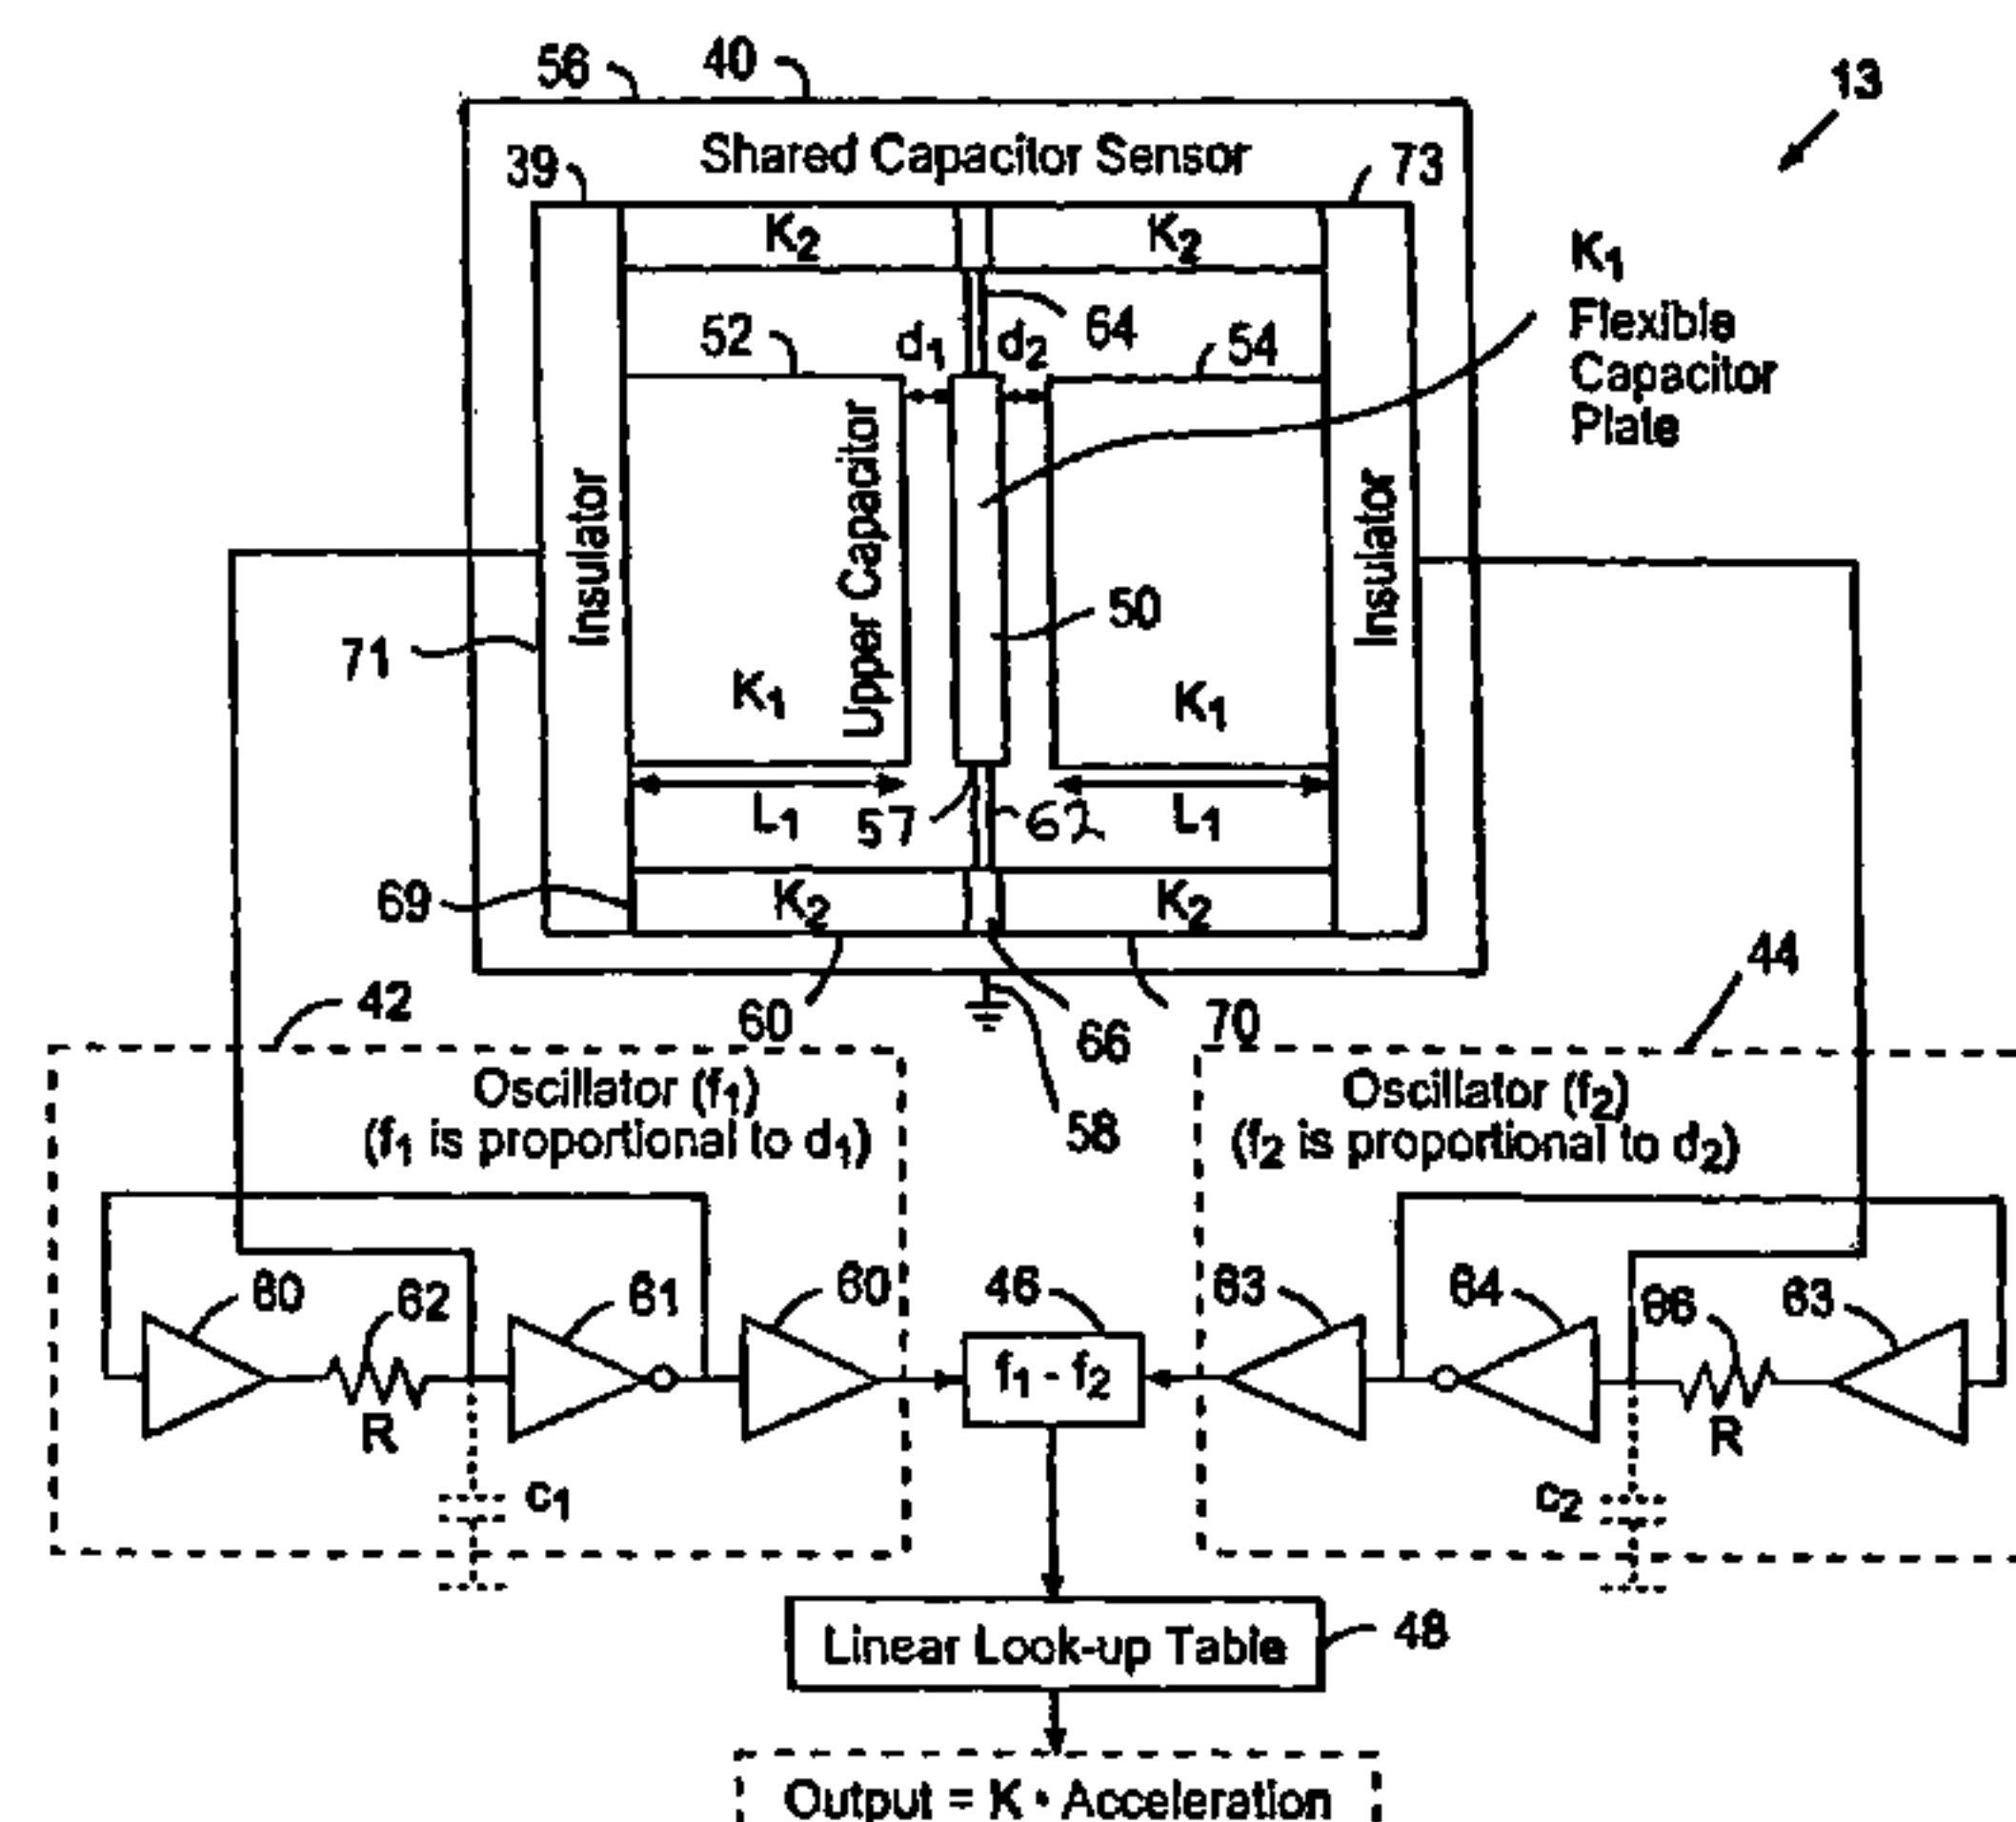 56
40
13
Shared Capacitor Sensor
39
73
K2
K2
K1
Flexible
Capacitor
Plate
52
d1
d2
64
54
Insulator
Upper Capacitor
Insulator
50
71
K1
K1
L1
57
62
L1
69
K2
K2
42
60
66
70
44
58
Oscillator (f1)
(f1 is proportional to d1)
Oscillator (f2)
(f2 is proportional to d2)
60
62
61
60
46
63
64
66
63
R
f1 - f2
R
c1
c2
Linear Look-up Table
48
Output = K • Acceleration